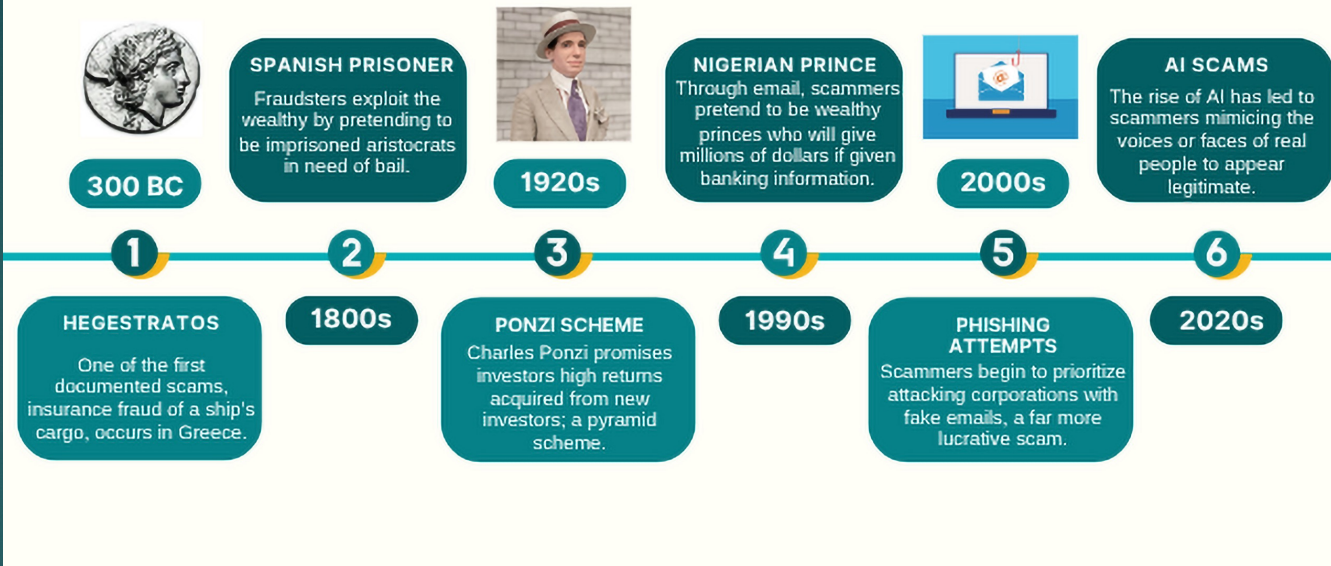 300 BC
1
HEGESTRATOS
One of the first
documented scams,
insurance fraud of a ship's
cargo, occurs in Greece.
SPANISH PRISONER
Fraudsters exploit the
wealthy by pretending to
be imprisoned aristocrats
in need of bail.
2
1800s
1920s
3
PONZI SCHEME
Charles Ponzi promises
investors high returns
acquired from new
investors; a pyramid
scheme.
NIGERIAN PRINCE
Through email, scammers
pretend to be wealthy
princes who will give
millions of dollars if given
banking information.
4
1990s
@
2000s
5
PHISHING
ATTEMPTS
Scammers begin to prioritize
attacking corporations with
fake emails, a far more
lucrative scam.
AI SCAMS
The rise of AI has led to
scammers mimicing the
voices or faces of real
people to appear
legitimate.
6
2020s